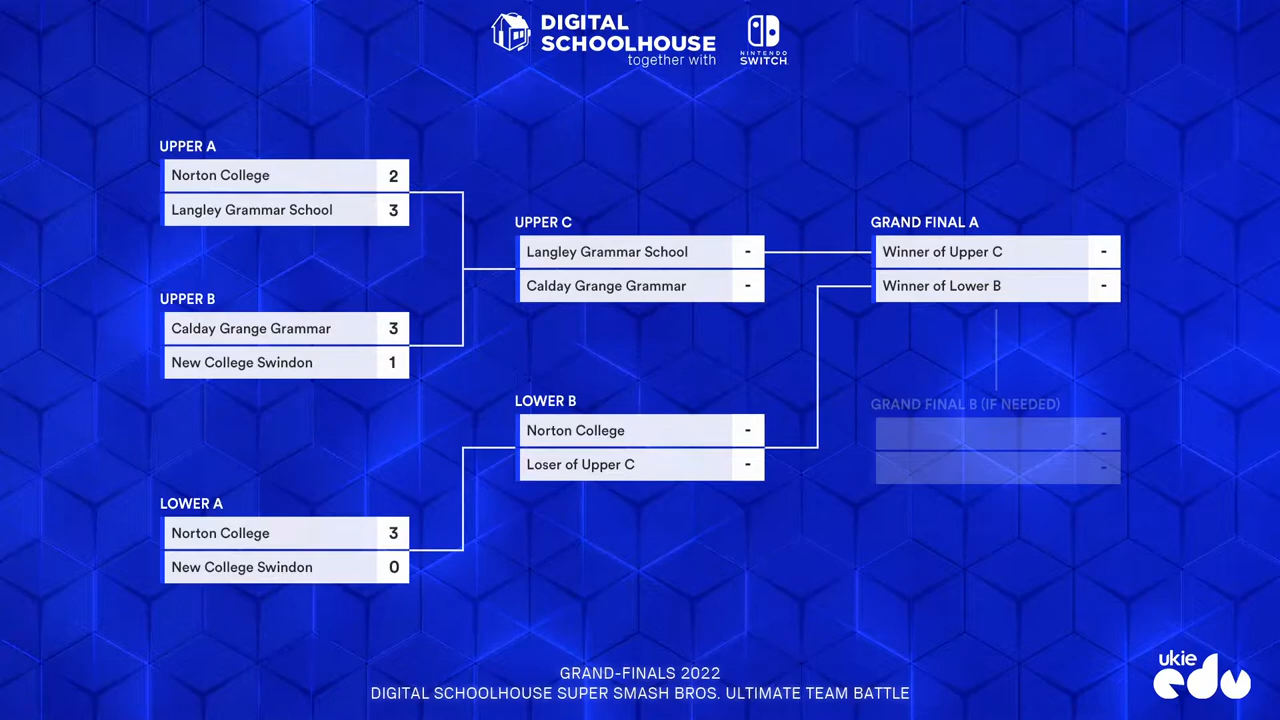 DIGITAL
SCHOOLHOUSE
together with
NINTENDO
SWITCH
UPPER A
Norton College 2
Langley Grammar School 3
UPPER B
Calday Grange Grammar 3
New College Swindon 1
LOWER A
Norton College 3
New College Swindon 0
UPPER C
Langley Grammar School -
Calday Grange Grammar -
LOWER B
Norton College -
Loser of Upper C -
GRAND FINAL A
Winner of Upper C -
Winner of Lower B -
GRAND FINAL B (IF NEEDED)
-
-
GRAND-FINALS 2022
DIGITAL SCHOOLHOUSE SUPER SMASH BROS. ULTIMATE TEAM BATTLE
ukie
edu